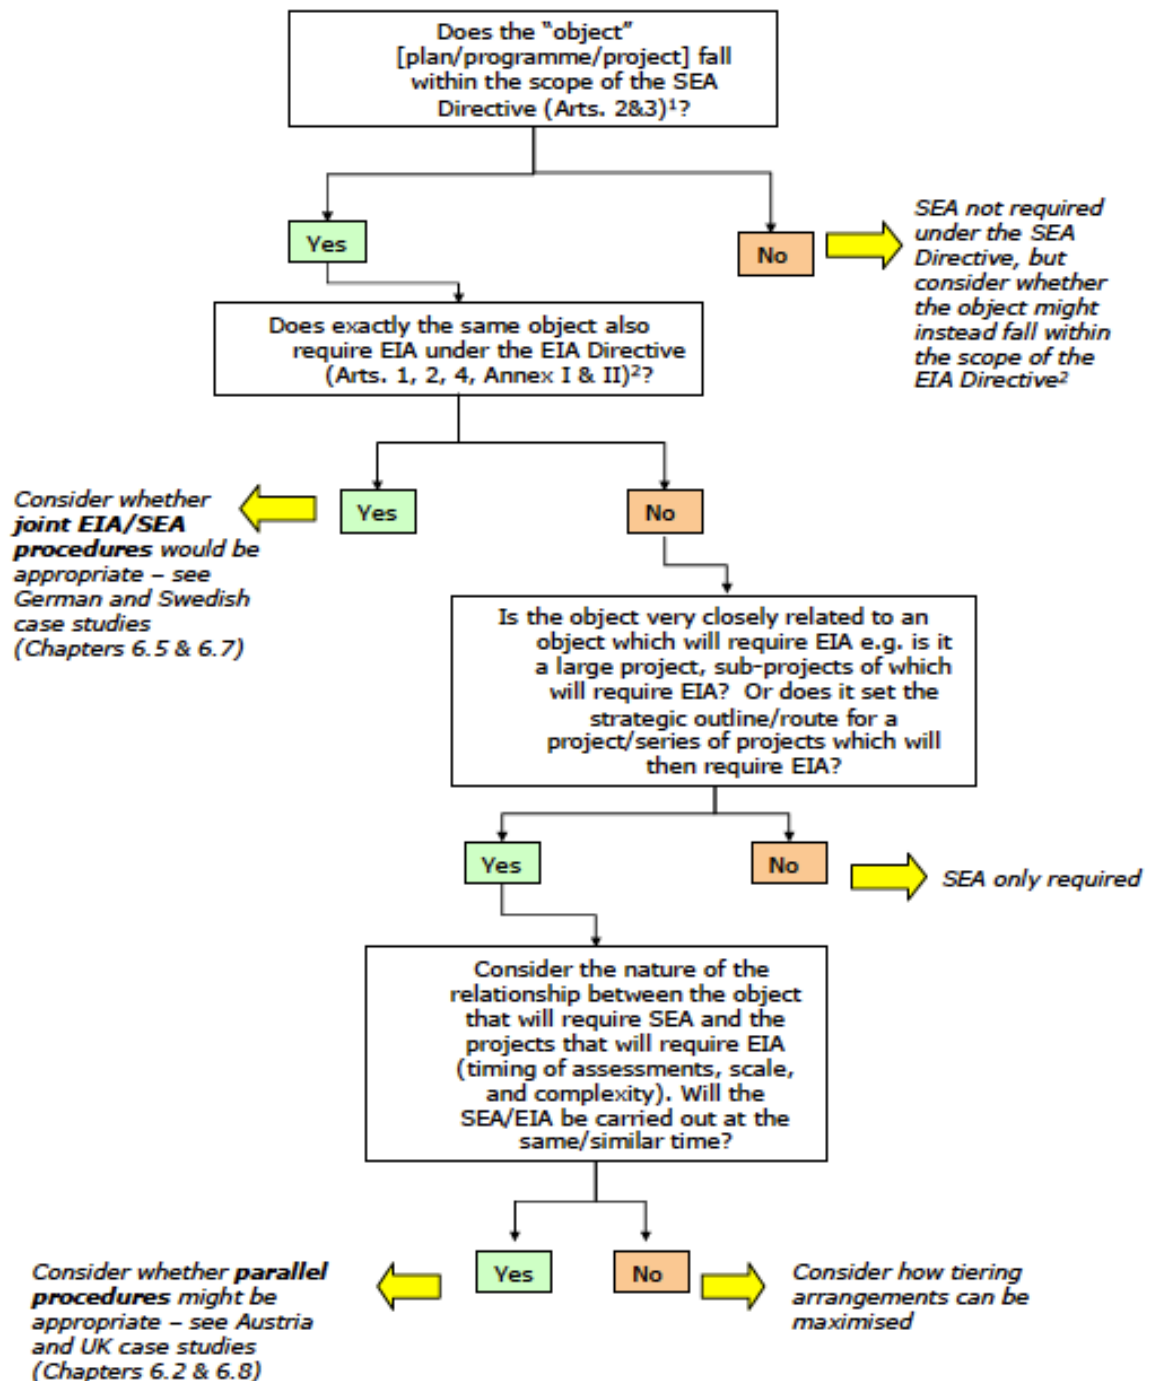 Does the “object”
[plan/programme/project] fall
within the scope of the SEA
Directive (Arts. 2&3)¹?
Yes
No
SEA not required
under the SEA
Directive, but
consider whether
the object might
instead fall within
the scope of the
EIA Directive²
Does exactly the same object also
require EIA under the EIA Directive
(Arts. 1, 2, 4, Annex I & II)²?
Consider whether
joint EIA/SEA
procedures would be
appropriate – see
German and Swedish
case studies
(Chapters 6.5 & 6.7)
Yes
No
Is the object very closely related to an
object which will require EIA e.g. is it
a large project, sub-projects of which
will require EIA? Or does it set the
strategic outline/route for a
project/series of projects which will
then require EIA?
Yes
No
SEA only required
Consider the nature of the
relationship between the object
that will require SEA and the
projects that will require EIA
(timing of assessments, scale,
and complexity). Will the
SEA/EIA be carried out at the
same/similar time?
Consider whether parallel
procedures might be
appropriate – see Austria
and UK case studies
(Chapters 6.2 & 6.8)
Yes
No
Consider how tiering
arrangements can be
maximised